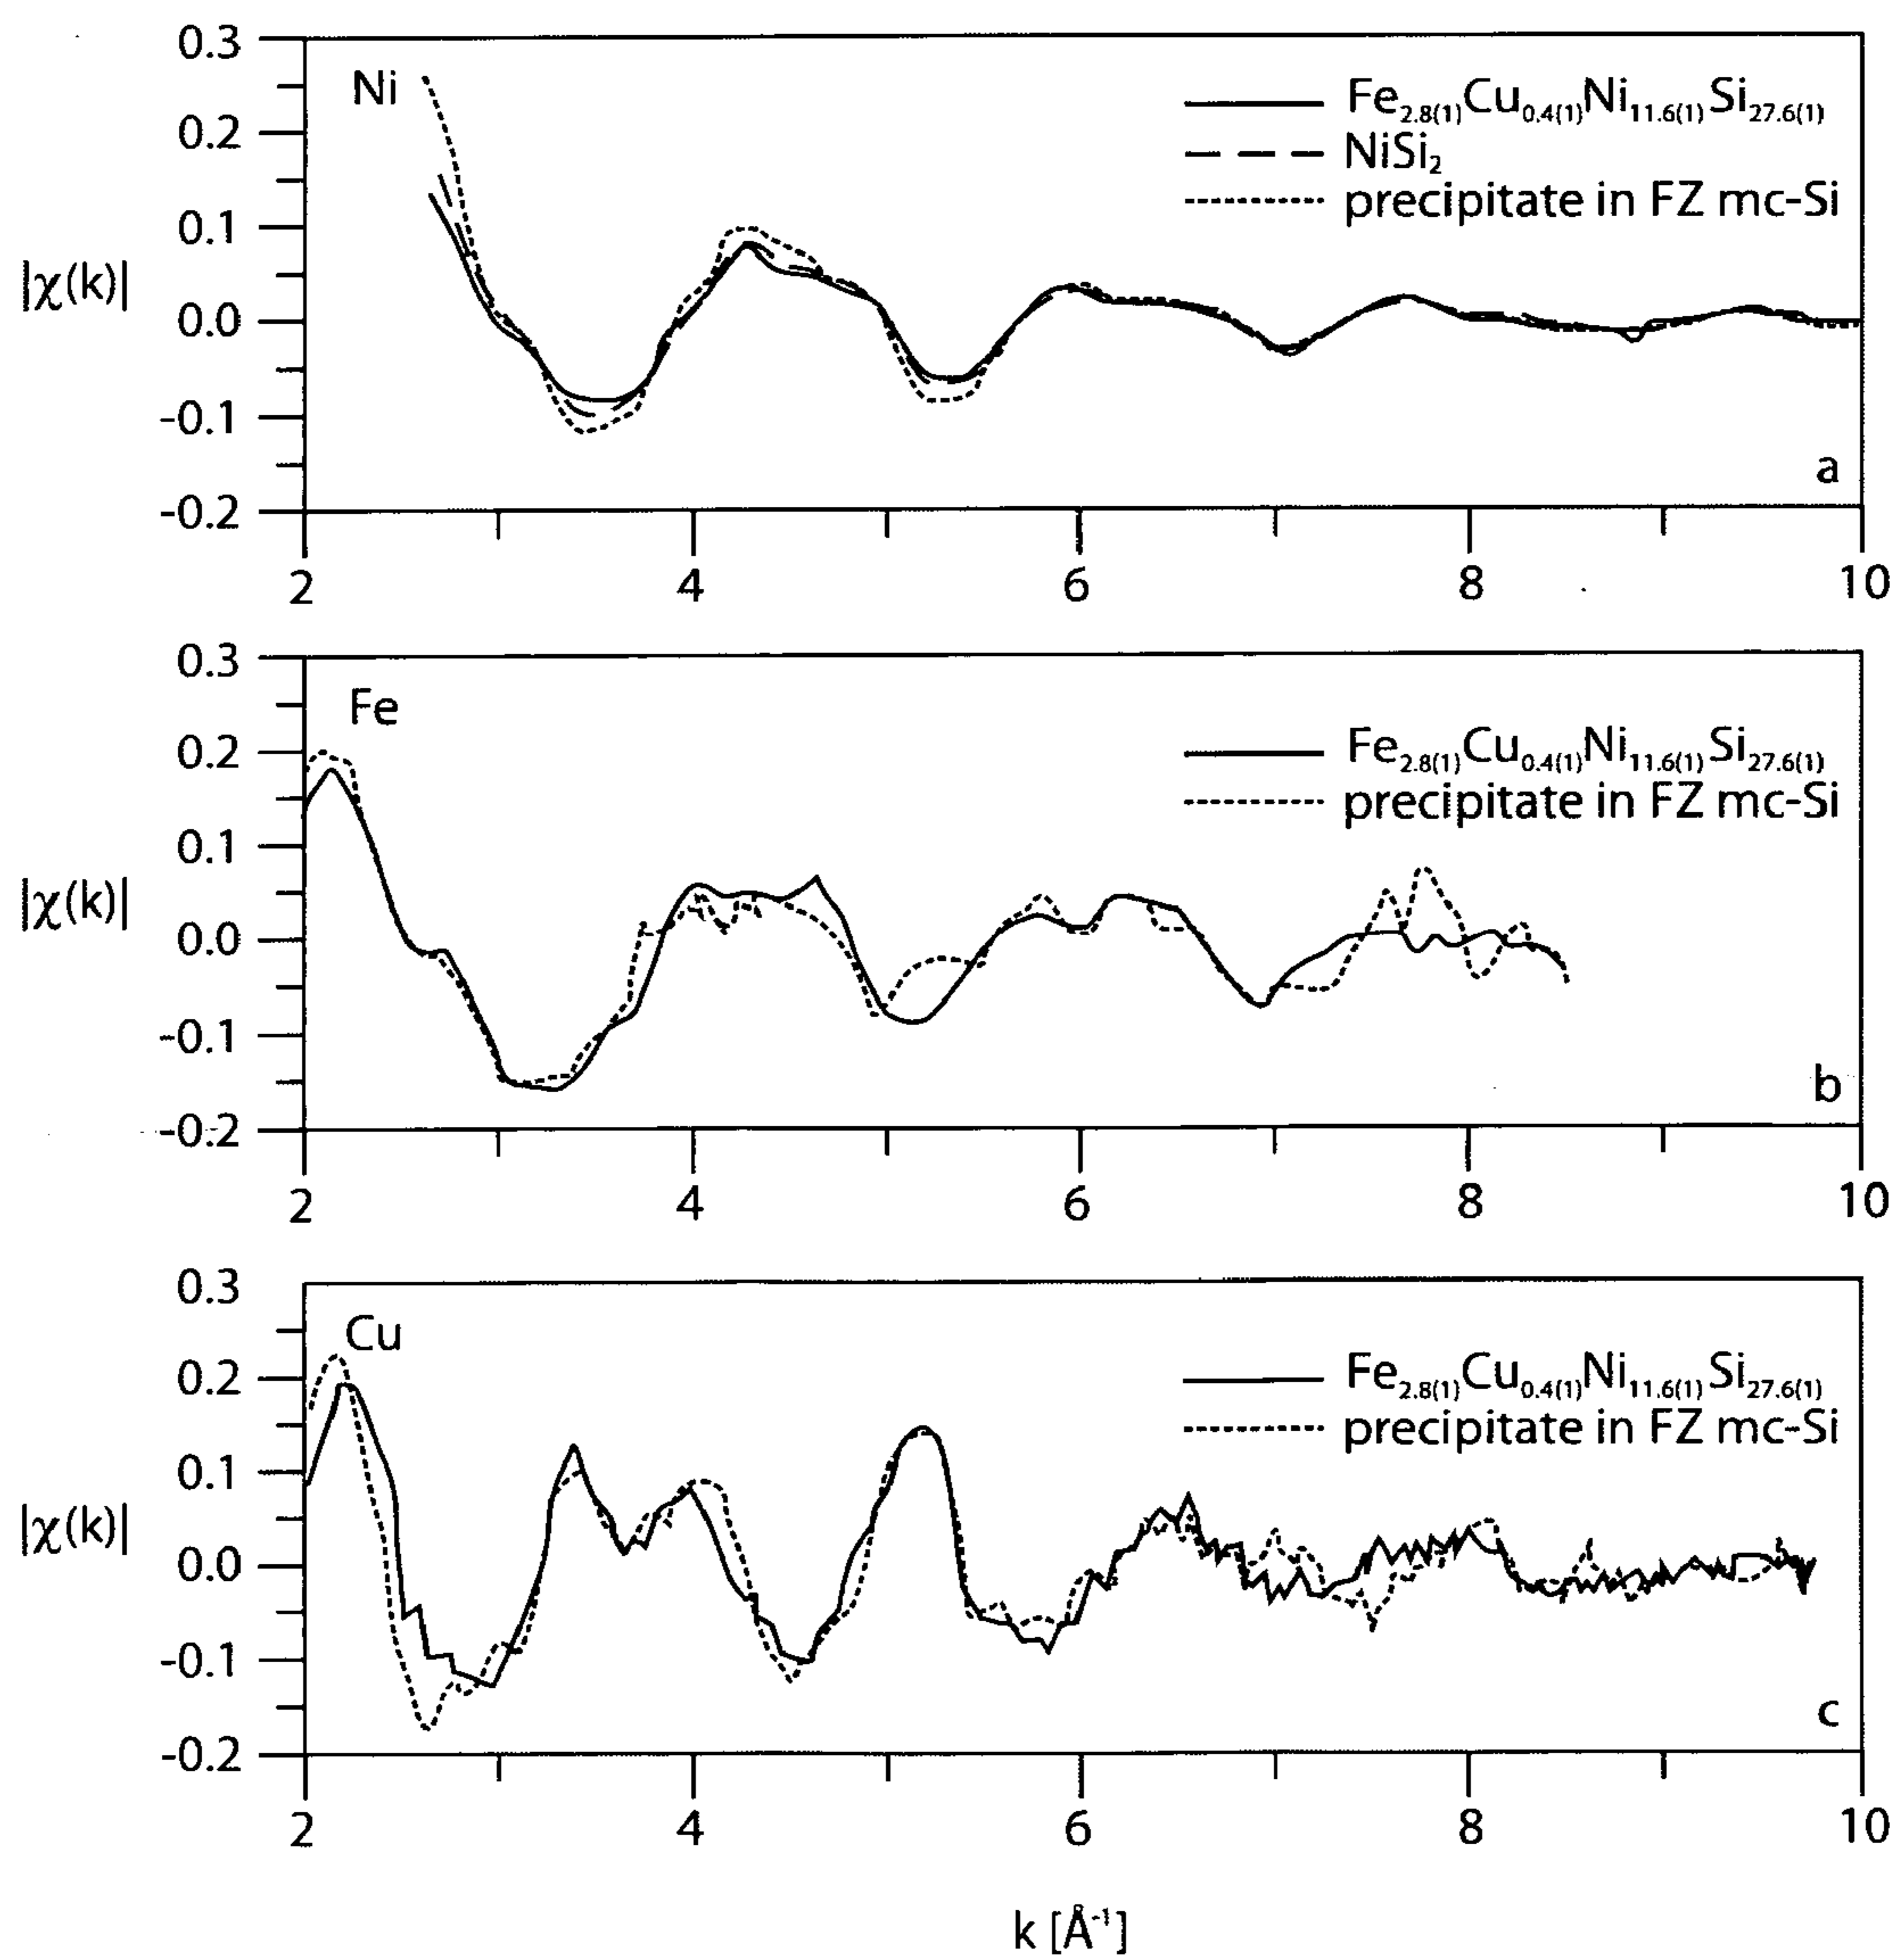 0.3
0.2
0.1
0.0
-0.1
-0.2
|χ(k)|
Ni
Fe₂.₈₍₁₎Cu₀.₄₍₁₎Ni₁₁.₆₍₁₎Si₂₇.₆₍₁₎
NiSi₂
precipitate in FZ mc-Si
a
2 4 6 8 10
0.3
0.2
0.1
0.0
-0.1
-0.2
|χ(k)|
Fe
Fe₂.₈₍₁₎Cu₀.₄₍₁₎Ni₁₁.₆₍₁₎Si₂₇.₆₍₁₎
precipitate in FZ mc-Si
b
2 4 6 8 10
0.3
0.2
0.1
0.0
-0.1
-0.2
|χ(k)|
Cu
Fe₂.₈₍₁₎Cu₀.₄₍₁₎Ni₁₁.₆₍₁₎Si₂₇.₆₍₁₎
precipitate in FZ mc-Si
c
2 4 6 8 10
k [Å⁻¹]